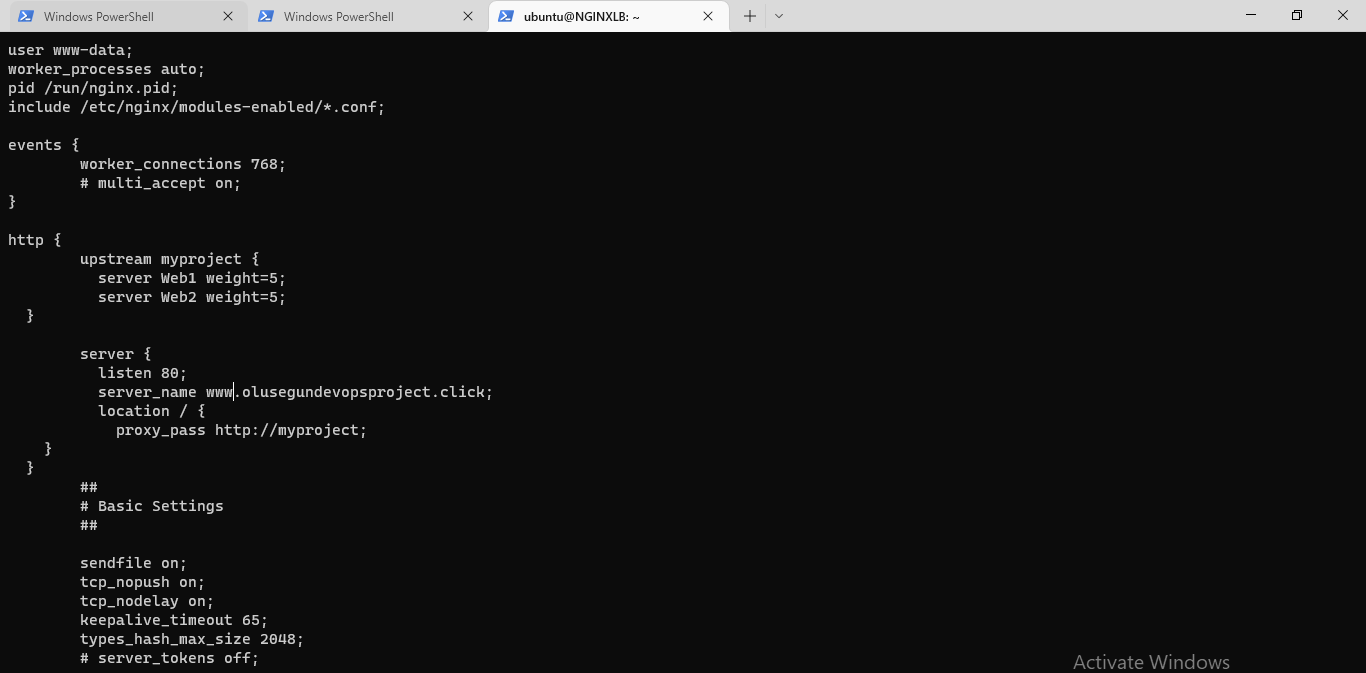 Windows PowerShell
Windows PowerShell
ubuntu@NGINXLB: ~
user www-data;
worker_processes auto;
pid /run/nginx.pid;
include /etc/nginx/modules-enabled/*.conf;
events {
worker_connections 768;
# multi_accept on;
}
http {
upstream myproject {
server Web1 weight=5;
server Web2 weight=5;
}
server {
listen 80;
server_name www.olusegundevopsproject.click;
location / {
proxy_pass http://myproject;
}
}
##
# Basic Settings
##
sendfile on;
tcp_nopush on;
tcp_nodelay on;
keepalive_timeout 65;
types_hash_max_size 2048;
# server_tokens off;
Activate Windows